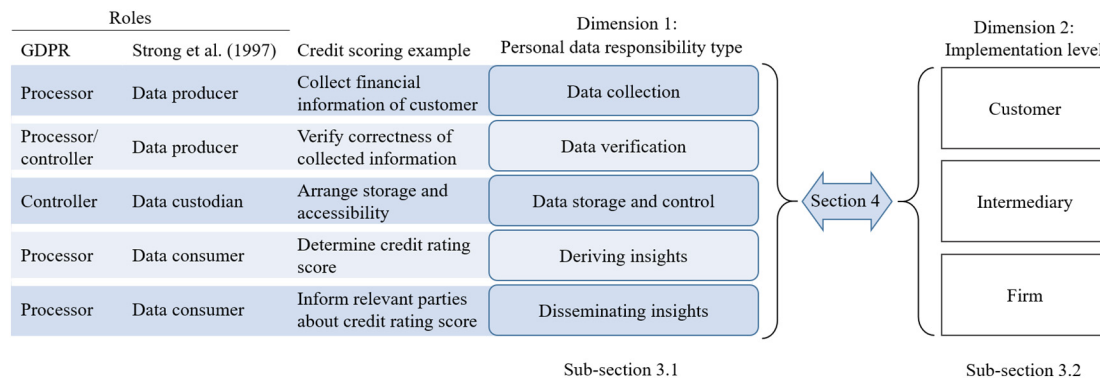 Roles
Dimension 1:
Personal data responsibility type
Dimension 2:
Implementation level
GDPR
Strong et al. (1997)
Credit scoring example
Processor
Data producer
Collect financial
information of customer
Data collection
Processor/
controller
Data producer
Verify correctness of
collected information
Data verification
Controller
Data custodian
Arrange storage and
accessibility
Data storage and control
Processor
Data consumer
Determine credit rating
score
Deriving insights
Processor
Data consumer
Inform relevant parties
about credit rating score
Disseminating insights
Section 4
Customer
Intermediary
Firm
Sub-section 3.1
Sub-section 3.2